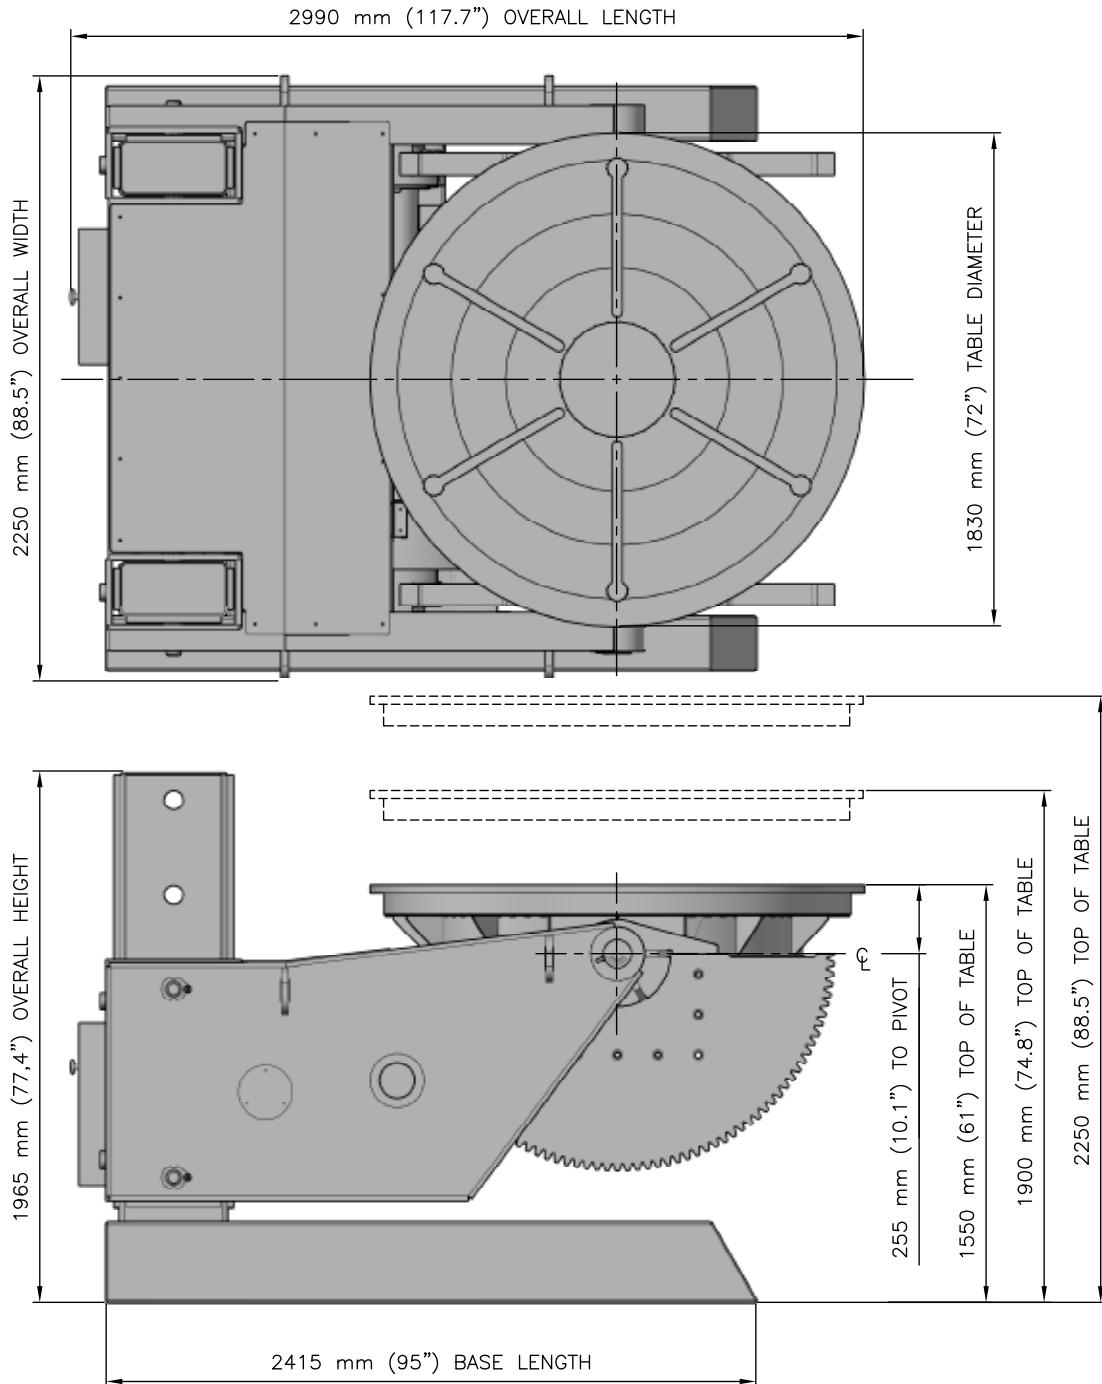 2990 mm (117.7”) OVERALL LENGTH
2250 mm (88.5”) OVERALL WIDTH
1830 mm (72”) TABLE DIAMETER
1965 mm (77,4”) OVERALL HEIGHT
℄
255 mm (10.1”) TO PIVOT
1550 mm (61”) TOP OF TABLE
1900 mm (74.8”) TOP OF TABLE
2250 mm (88.5”) TOP OF TABLE
2415 mm (95”) BASE LENGTH